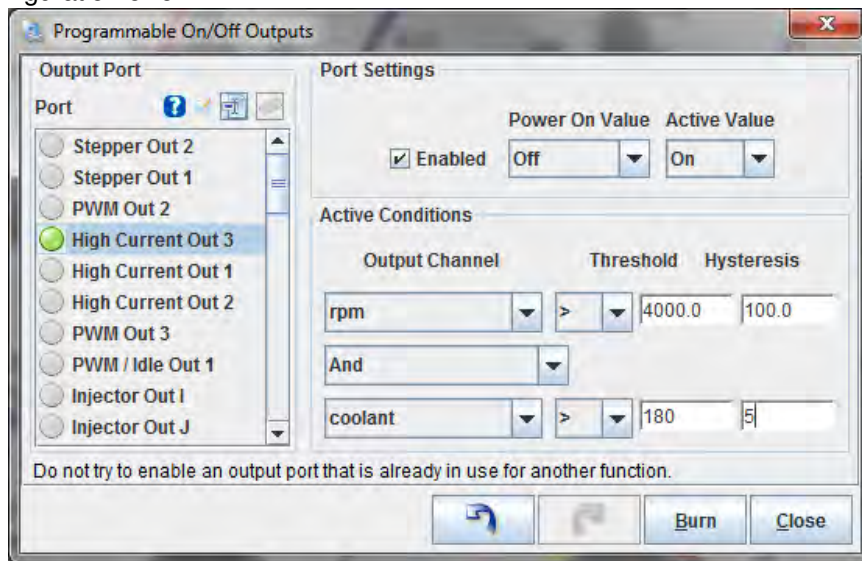 Programmable On/Off Outputs
Output Port
Port
Stepper Out 2
Stepper Out 1
PWM Out 2
High Current Out 3
High Current Out 1
High Current Out 2
PWM Out 3
PWM / Idle Out 1
Injector Out I
Injector Out J
Port Settings
Power On Value Active Value
Enabled Off On
Active Conditions
Output Channel Threshold Hysteresis
rpm > 4000.0 100.0
And
coolant > 180 5
Do not try to enable an output port that is already in use for another function.
Burn Close